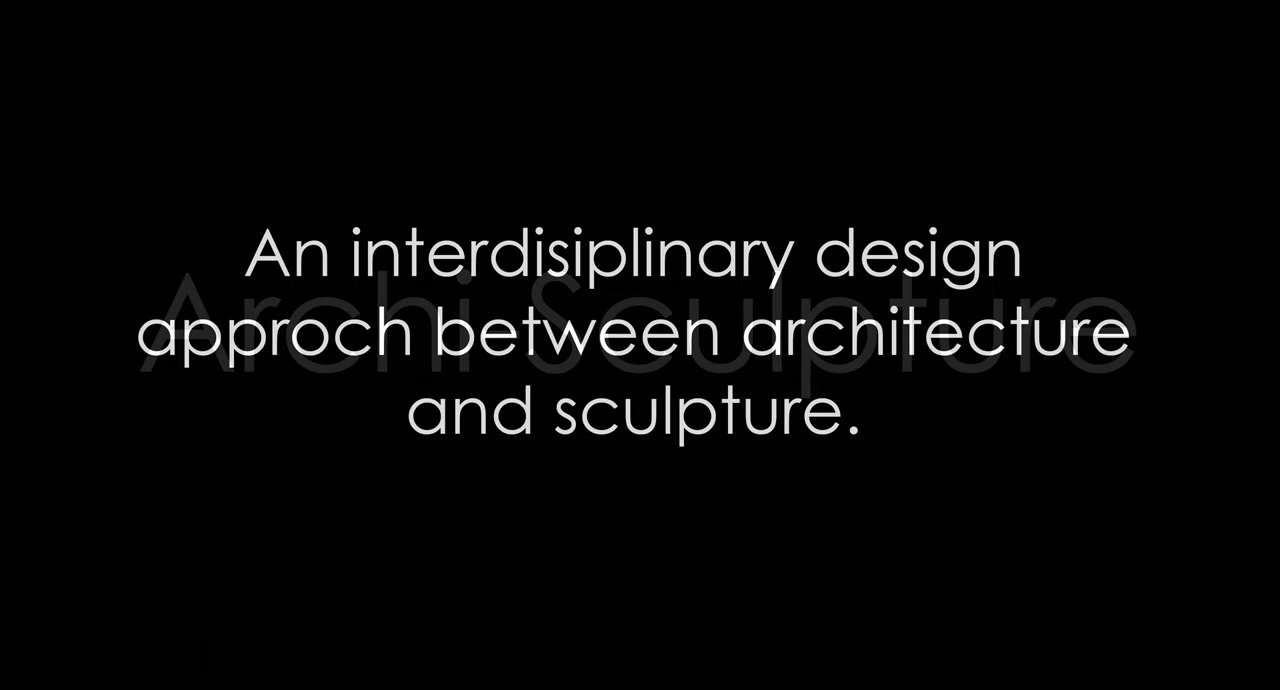 An interdisiplinary design
Archi-Sculpture
approch between architecture
and sculpture.